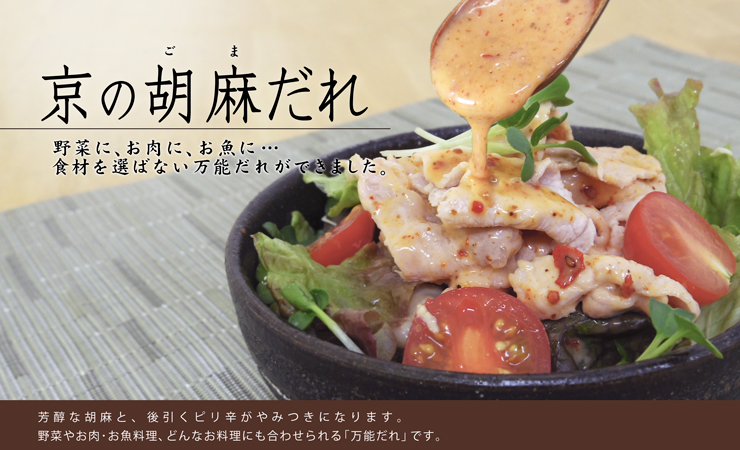 ごま
京の胡麻だれ
野菜に、お肉に、お魚に…
食材を選ばない万能だれができました。
芳醇な胡麻と、後引くピリ辛がやみつきになります。
野菜やお肉・お魚料理、どんなお料理にも合わせられる「万能だれ」です。